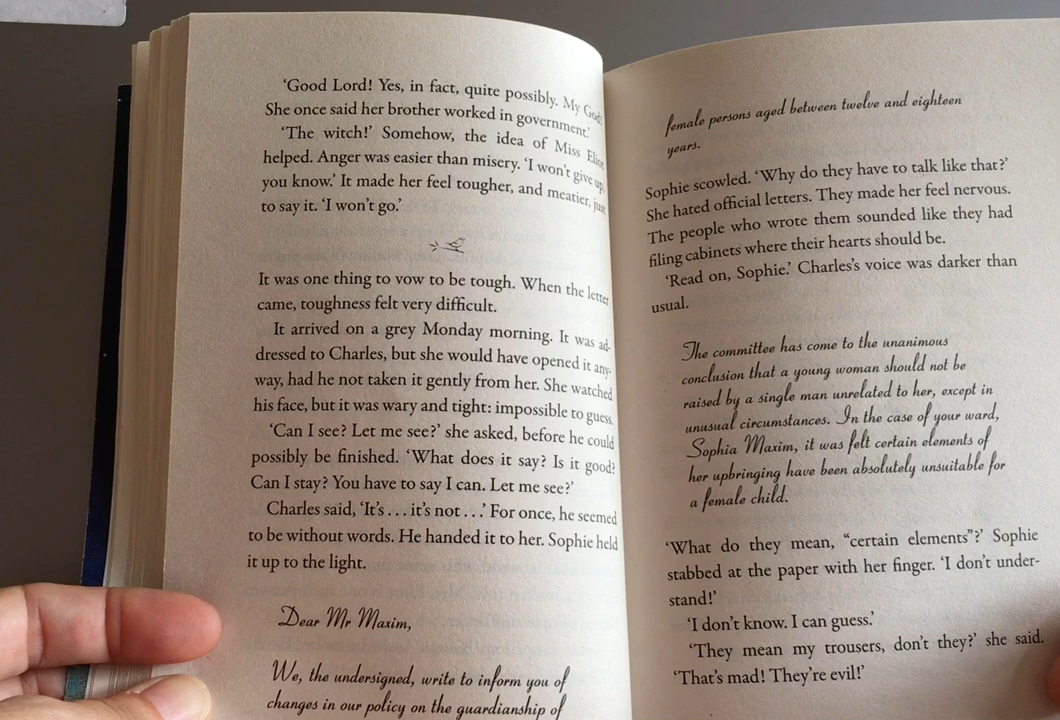 ‘Good Lord! Yes, in fact, quite possibly. My God!
She once said her brother worked in government.’
‘The witch!’ Somehow, the idea of Miss Eliot
helped. Anger was easier than misery. ‘I won’t give up,
you know.’ It made her feel tougher, and meatier, just
to say it. ‘I won’t go.’
It was one thing to vow to be tough. When the letter
came, toughness felt very difficult.
It arrived on a grey Monday morning. It was ad-
dressed to Charles, but she would have opened it any-
way, had he not taken it gently from her. She watched
his face, but it was wary and tight: impossible to guess.
‘Can I see? Let me see?’ she asked, before he could
possibly be finished. ‘What does it say? Is it good?
Can I stay? You have to say I can. Let me see?’
Charles said, ‘It’s . . . it’s not . . .’ For once, he seemed
to be without words. He handed it to her. Sophie held
it up to the light.
Dear Mr Maxim,
We, the undersigned, write to inform you of
changes in our policy on the guardianship of
female persons aged between twelve and eighteen
years.
Sophie scowled. ‘Why do they have to talk like that?’
She hated official letters. They made her feel nervous.
The people who wrote them sounded like they had
filing cabinets where their hearts should be.
‘Read on, Sophie.’ Charles’s voice was darker than
usual.
The committee has come to the unanimous
conclusion that a young woman should not be
raised by a single man unrelated to her, except in
unusual circumstances. In the case of your ward,
Sophia Maxim, it was felt certain elements of
her upbringing have been absolutely unsuitable for
a female child.
‘What do they mean, “certain elements”?’ Sophie
stabbed at the paper with her finger. ‘I don’t under-
stand!’
‘I don’t know. I can guess.’
‘They mean my trousers, don’t they?’ she said.
‘That’s mad! They’re evil!’